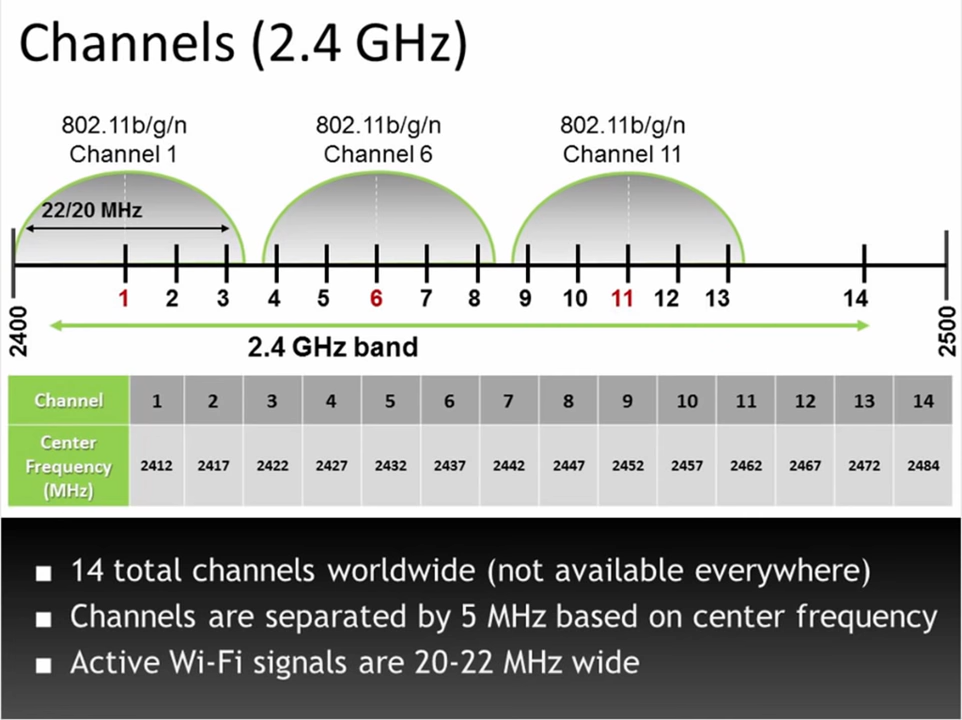 Channels (2.4 GHz)
802.11b/g/n
Channel 1
802.11b/g/n
Channel 6
802.11b/g/n
Channel 11
22/20 MHz
1 2 3 4 5 6 7 8 9 10 11 12 13 14
2400
2500
2.4 GHz band
Channel 1 2 3 4 5 6 7 8 9 10 11 12 13 14
Center
Frequency
(MHz)
2412 2417 2422 2427 2432 2437 2442 2447 2452 2457 2462 2467 2472 2484
■ 14 total channels worldwide (not available everywhere)
■ Channels are separated by 5 MHz based on center frequency
■ Active Wi-Fi signals are 20-22 MHz wide